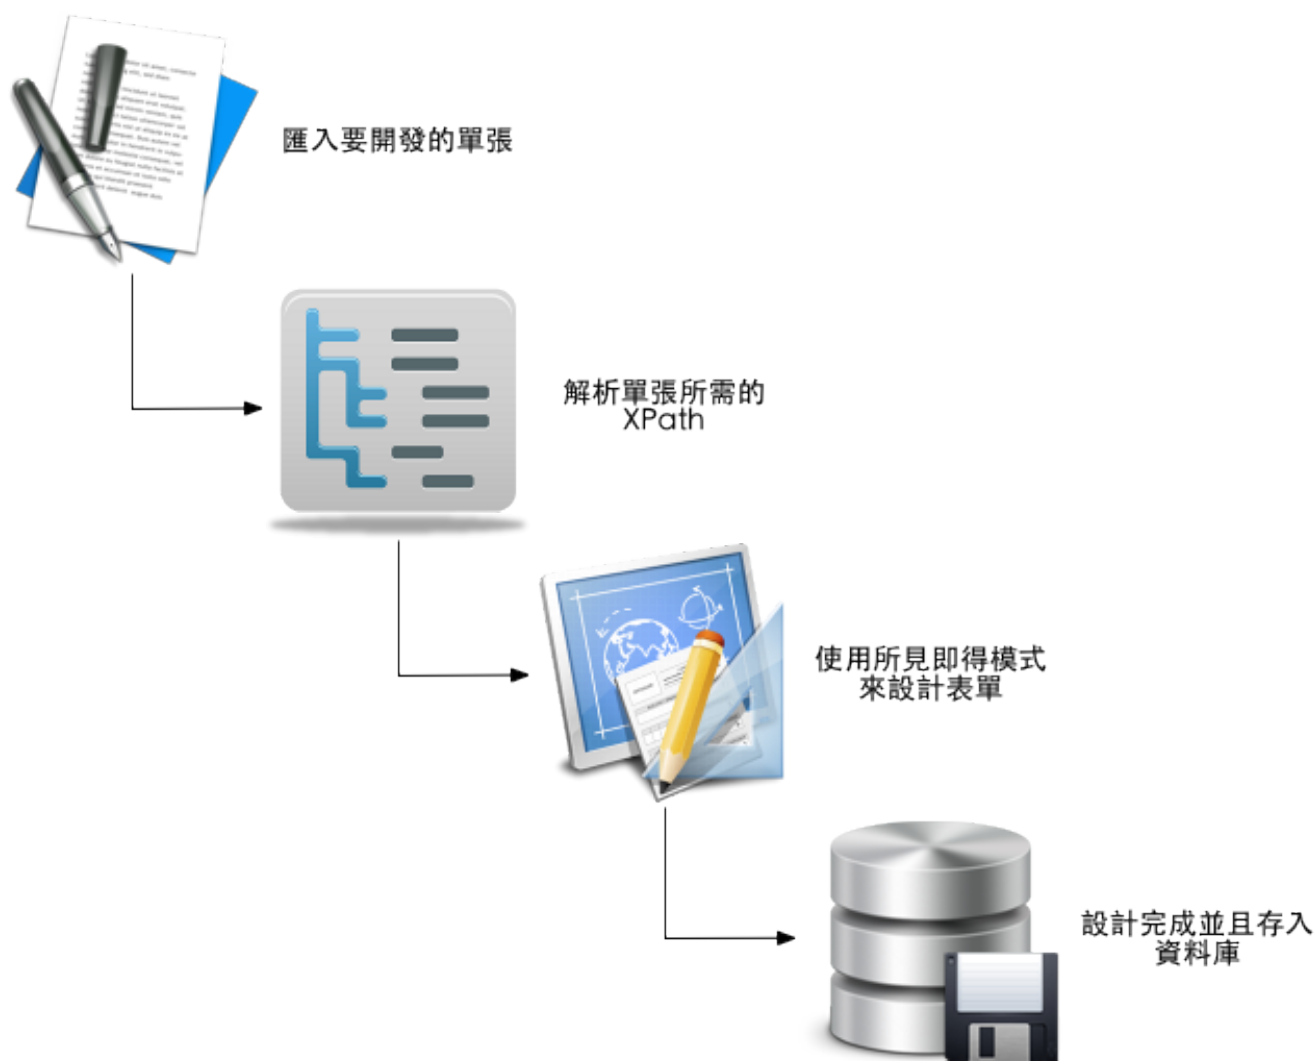 匯入要開發的單張
解析單張所需的
XPath
使用所見即得模式
來設計表單
設計完成並且存入
資料庫